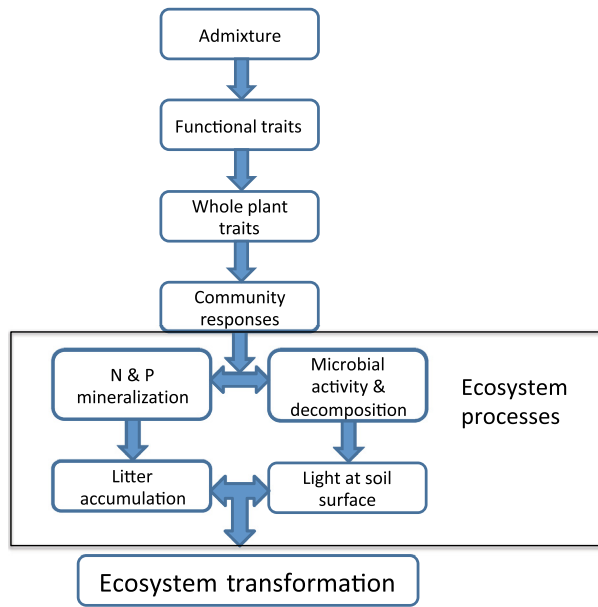 Admixture
Functional traits
Whole plant
traits
Community
responses
N & P
mineralization
Microbial
activity &
decomposition
Ecosystem
processes
Litter
accumulation
Light at soil
surface
Ecosystem transformation